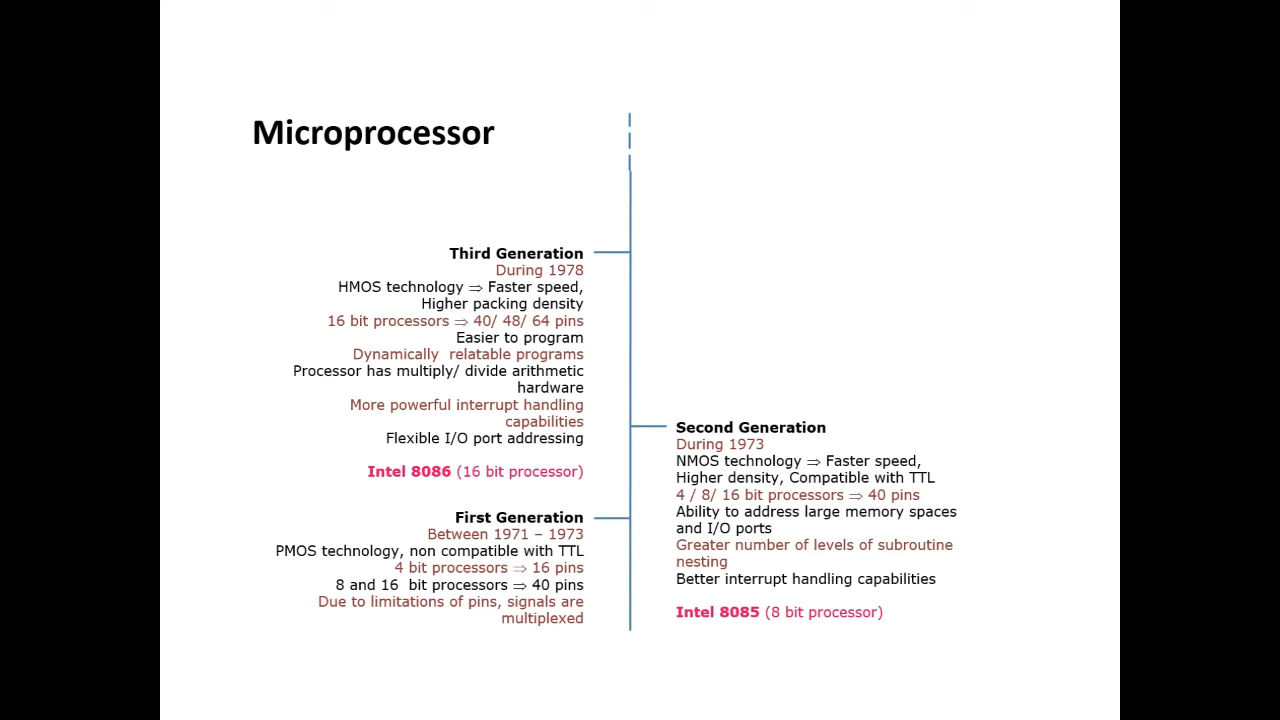 Microprocessor
Third Generation
During 1978
HMOS technology ⇒ Faster speed,
Higher packing density
16 bit processors ⇒ 40/ 48/ 64 pins
Easier to program
Dynamically relatable programs
Processor has multiply/ divide arithmetic
hardware
More powerful interrupt handling
capabilities
Flexible I/O port addressing
Intel 8086 (16 bit processor)
First Generation
Between 1971 – 1973
PMOS technology, non compatible with TTL
4 bit processors ⇒ 16 pins
8 and 16 bit processors ⇒ 40 pins
Due to limitations of pins, signals are
multiplexed
Second Generation
During 1973
NMOS technology ⇒ Faster speed,
Higher density, Compatible with TTL
4 / 8/ 16 bit processors ⇒ 40 pins
Ability to address large memory spaces
and I/O ports
Greater number of levels of subroutine
nesting
Better interrupt handling capabilities
Intel 8085 (8 bit processor)